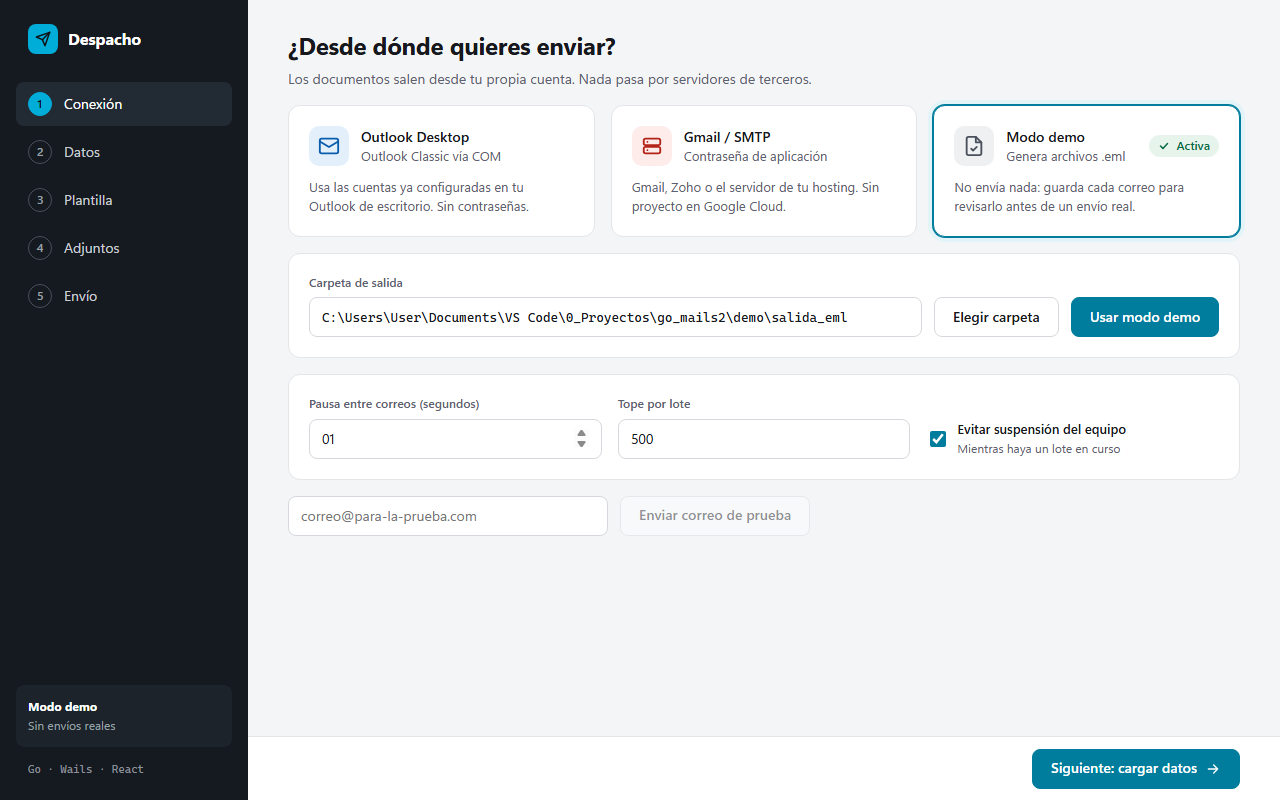 Despacho
1 Conexión
2 Datos
3 Plantilla
4 Adjuntos
5 Envío
Modo demo
Sin envíos reales
Go · Wails · React
¿Desde dónde quieres enviar?
Los documentos salen desde tu propia cuenta. Nada pasa por servidores de terceros.
Outlook Desktop
Outlook Classic vía COM
Usa las cuentas ya configuradas en tu
Outlook de escritorio. Sin contraseñas.
Gmail / SMTP
Contraseña de aplicación
Gmail, Zoho o el servidor de tu hosting. Sin
proyecto en Google Cloud.
Modo demo
Genera archivos .eml
Activa
No envía nada: guarda cada correo para
revisarlo antes de un envío real.
Carpeta de salida
C:\Users\User\Documents\VS Code\0_Proyectos\go_mails2\demo\salida_eml
Elegir carpeta
Usar modo demo
Pausa entre correos (segundos)
01
Tope por lote
500
Evitar suspensión del equipo
Mientras haya un lote en curso
correo@para-la-prueba.com
Enviar correo de prueba
Siguiente: cargar datos →